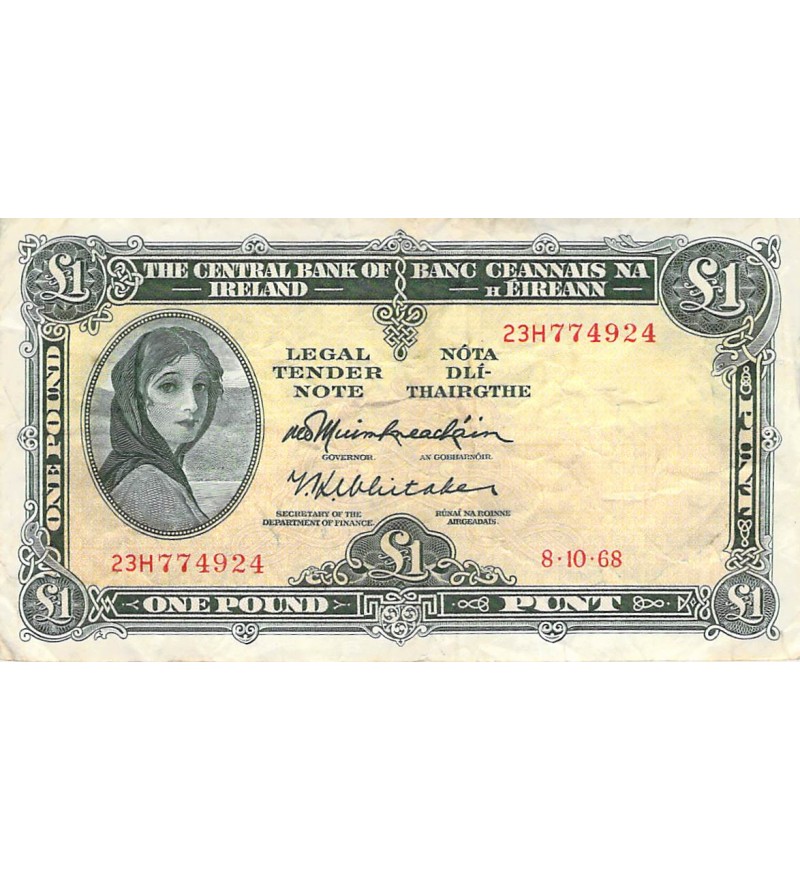 £1
THE CENTRAL BANK OF
IRELAND
BANC CEANNAIS NA
H ÉIREANN
£1
23H774924
LEGAL
TENDER
NOTE
NÓTA
DLÍ-
THAIRGTHE
GOVERNOR.
AN GOBHARNÓIR.
T.K. Whitaker
SECRETARY OF THE
DEPARTMENT OF FINANCE.
RÚNAÍ NA ROINNE
AIRGEADAIS.
ONE POUND
PUNT
23H774924
£1
8·10·68
£1
ONE POUND
PUNT
£1